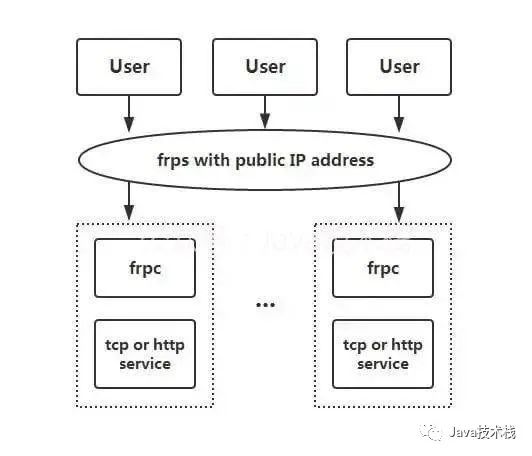 User
User
User
frps with public IP address
frpc
frpc
...
tcp or http
service
tcp or http
service
Java技术栈